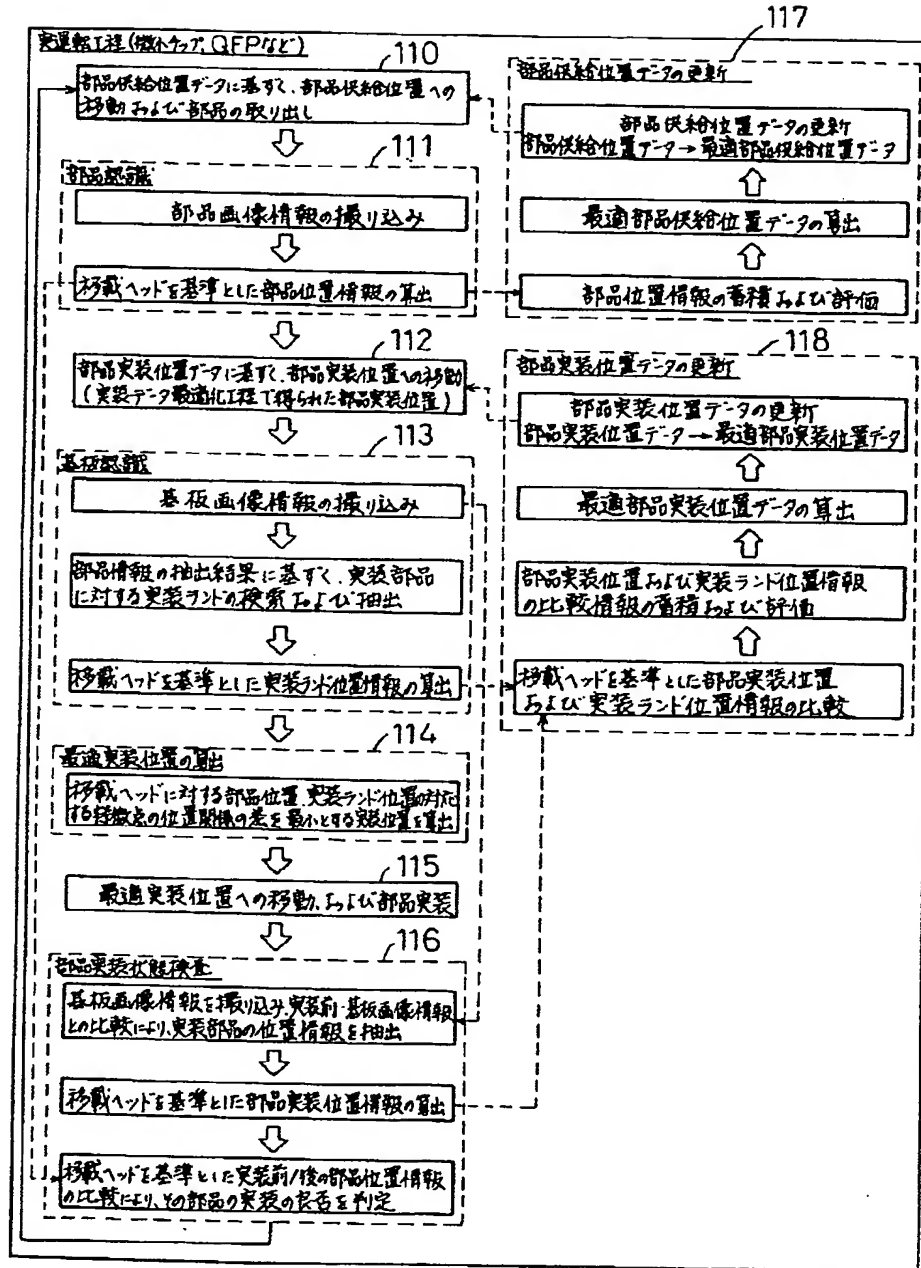 実運転工程(微小チップ、QFPなど)
110
部品供給位置データに基ずく、部品供給位置への
移動および部品の取り出し
111
部品認識
部品画像情報の撮り込み
移載ヘッドを基準とした部品位置情報の算出
112
部品実装位置データに基ずく、部品実装位置への移動
(実装データ最適化工程で得られた部品実装位置)
113
基板認識
基板画像情報の撮り込み
部品情報の抽出結果に基ずく、実装部品
に対する実装ランドの検索および抽出
移載ヘッドを基準とした実装ランド位置情報の算出
114
最適実装位置の算出
移載ヘッドに対する部品位置、実装ランド位置の対応
する特徴点の位置関係の差を最小とする実装位置を算出
115
最適実装位置への移動、および部品実装
116
部品実装状態検査
基板画像情報を撮り込み、実装前・基板画像情報
との比較により、実装部品の位置情報を抽出
移載ヘッドを基準とした部品実装位置情報の算出
移載ヘッドを基準とした実装前/後の部品位置情報
の比較により、その部品の実装の良否を判定
117
部品供給位置データの更新
部品供給位置データの更新
部品供給位置データ→最適部品供給位置データ
最適部品供給位置データの算出
部品位置情報の蓄積および評価
118
部品実装位置データの更新
部品実装位置データの更新
部品実装位置データ→最適部品実装位置データ
最適部品実装位置データの算出
部品実装位置および実装ランド位置情報
の比較情報の蓄積および評価
移載ヘッドを基準とした部品実装位置
および実装ランド位置情報の比較